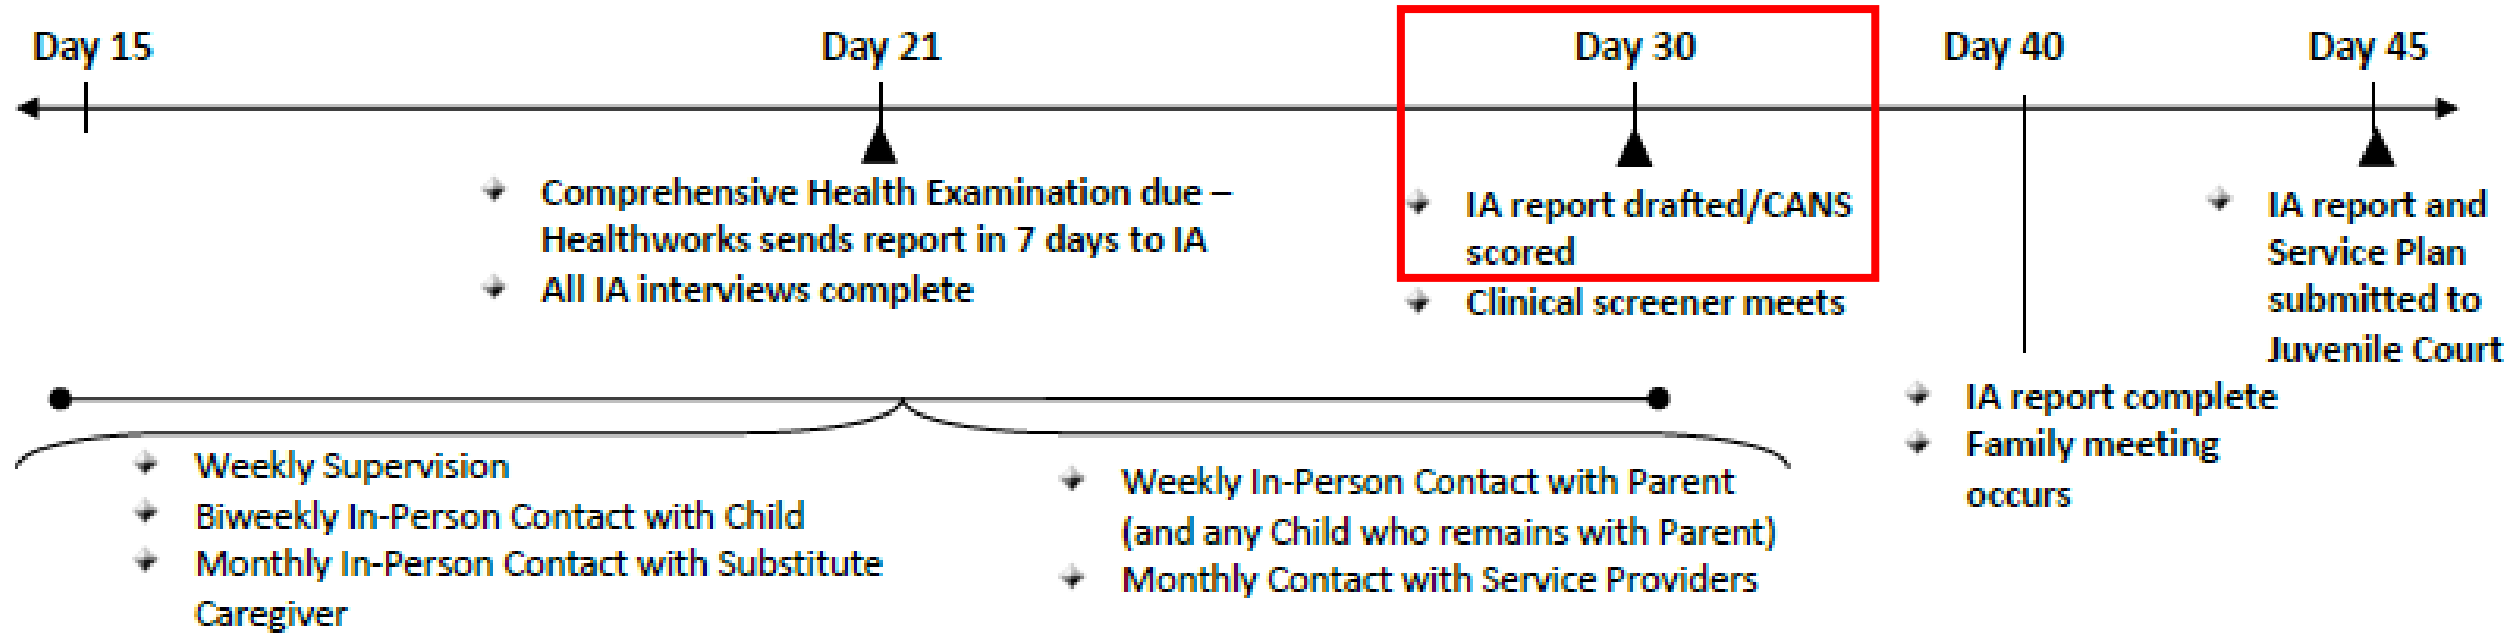 Day 15
Day 21
Day 30
Day 40
Day 45
Comprehensive Health Examination due –
Healthworks sends report in 7 days to IA
All IA interviews complete
IA report drafted/CANS
scored
Clinical screener meets
IA report and
Service Plan
submitted to
Juvenile Court
IA report complete
Family meeting
occurs
Weekly Supervision
Biweekly In-Person Contact with Child
Monthly In-Person Contact with Substitute
Caregiver
Weekly In-Person Contact with Parent
(and any Child who remains with Parent)
Monthly Contact with Service Providers